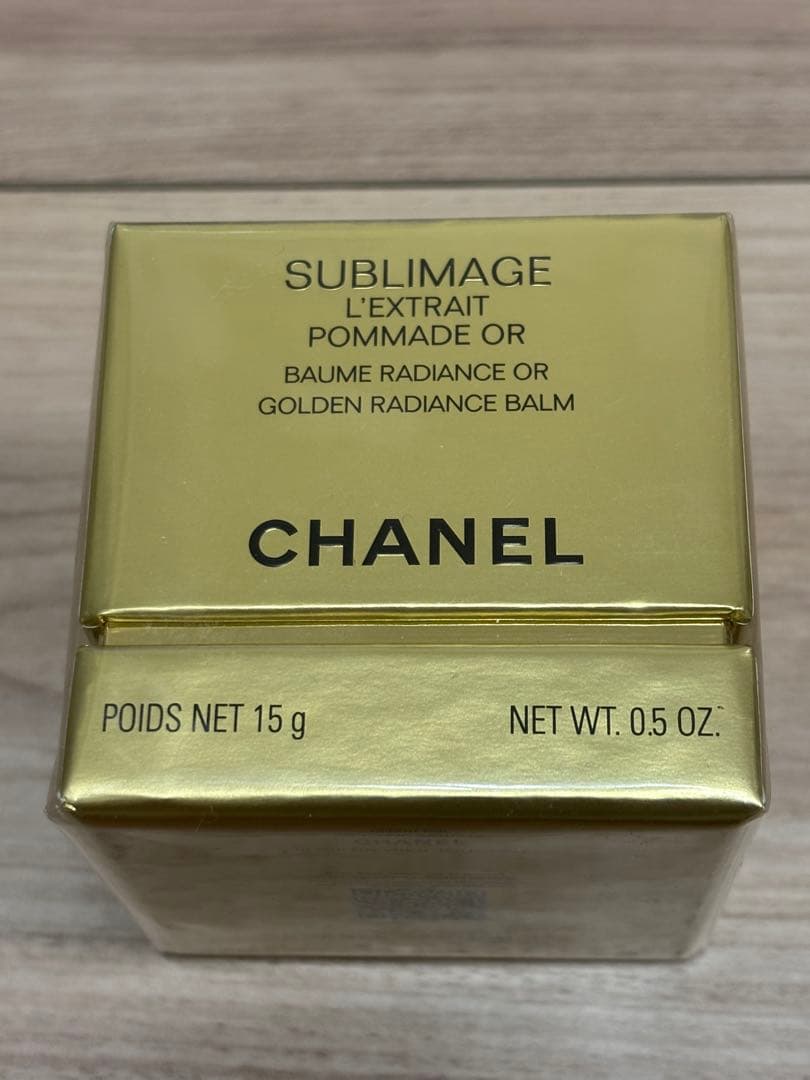 SUBLIMAGE
L'EXTRAIT
POMMADE OR
BAUME RADIANCE OR
GOLDEN RADIANCE BALM
CHANEL
POIDS NET 15 g NET WT. 0.5 OZ.
CHANEL